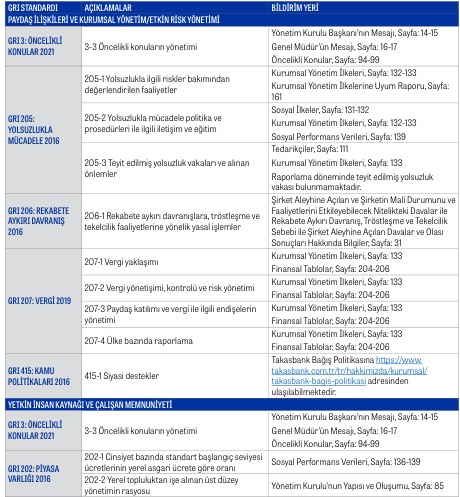 GRI STANDARDI AÇIKLAMALAR BİLDİRİM YERİ
PAYDAŞ İLİŞKİLERİ VE KURUMSAL YÖNETİM/ETKİN RİSK YÖNETİMİ
GRI 3: ÖNCELİKLİ
KONULAR 2021
3-3 Öncelikli konuların yönetimi
Yönetim Kurulu Başkanı'nın Mesajı, Sayfa: 14-15
Genel Müdür'ün Mesajı, Sayfa: 16-17
Öncelikli Konular, Sayfa: 94-99
GRI 205:
YOLSUZLUKLA
MÜCADELE 2016
205-1 Yolsuzlukla ilgili riskler bakımından
değerlendirilen faaliyetler
Kurumsal Yönetim İlkeleri, Sayfa: 132-133
Kurumsal Yönetim İlkelerine Uyum Raporu, Sayfa:
161
205-2 Yolsuzlukla mücadele politika ve
prosedürleri ile ilgili iletişim ve eğitim
Sosyal İlkeler, Sayfa: 131-132
Kurumsal Yönetim İlkeleri, Sayfa: 132-133
Sosyal Performans Verileri, Sayfa: 139
205-3 Teyit edilmiş yolsuzluk vakaları ve alınan
önlemler
Tedarikçiler, Sayfa: 111
Kurumsal Yönetim İlkeleri, Sayfa: 133
Raporlama döneminde teyit edilmiş yolsuzluk
vakası bulunmamaktadır.
GRI 206: REKABETE
AYKIRI DAVRANIŞ
2016
206-1 Rekabete aykırı davranışlara, tröstleşme ve
tekelcilik faaliyetlerine yönelik yasal işlemler
Şirket Aleyhine Açılan ve Şirketin Mali Durumunu ve
Faaliyetlerini Etkileyebilecek Nitelikteki Davalar ile
Rekabete Aykırı Davranış, Tröstleşme ve Tekelcilik
Sebebi ile Şirket Aleyhine Açılan Davalar ve Olası
Sonuçları Hakkında Bilgiler, Sayfa: 31
GRI 207: VERGİ 2019
207-1 Vergi yaklaşımı
Kurumsal Yönetim İlkeleri, Sayfa: 133
Finansal Tablolar, Sayfa: 204-206
207-2 Vergi yönetişimi, kontrolü ve risk yönetimi
Kurumsal Yönetim İlkeleri, Sayfa: 133
Finansal Tablolar, Sayfa: 204-206
207-3 Paydaş katılımı ve vergi ile ilgili endişelerin
yönetimi
Kurumsal Yönetim İlkeleri, Sayfa: 133
Finansal Tablolar, Sayfa: 204-206
207-4 Ülke bazında raporlama
Kurumsal Yönetim İlkeleri, Sayfa: 133
Finansal Tablolar, Sayfa: 204-206
GRI 415: KAMU
POLİTİKALARI 2016
415-1 Siyasi destekler
Takasbank Bağış Politikasına https://www.
takasbank.com.tr/tr/hakkimizda/kurumsal/
takasbank-bagis-politikasi adresinden
ulaşılabilmektedir.
YETKİN İNSAN KAYNAĞI VE ÇALIŞAN MEMNUNİYETİ
GRI 3: ÖNCELİKLİ
KONULAR 2021
3-3 Öncelikli konuların yönetimi
Yönetim Kurulu Başkanı'nın Mesajı, Sayfa: 14-15
Genel Müdür'ün Mesajı, Sayfa: 16-17
Öncelikli Konular, Sayfa: 94-99
GRI 202: PİYASA
VARLIĞI 2016
202-1 Cinsiyet bazında standart başlangıç seviyesi
ücretlerinin yerel asgari ücrete göre oranı
Sosyal Performans Verileri, Sayfa: 136-139
202-2 Yerel topluluktan işe alınan üst düzey
yönetimin rasyosu
Yönetim Kurulu'nun Yapısı ve Oluşumu, Sayfa: 85